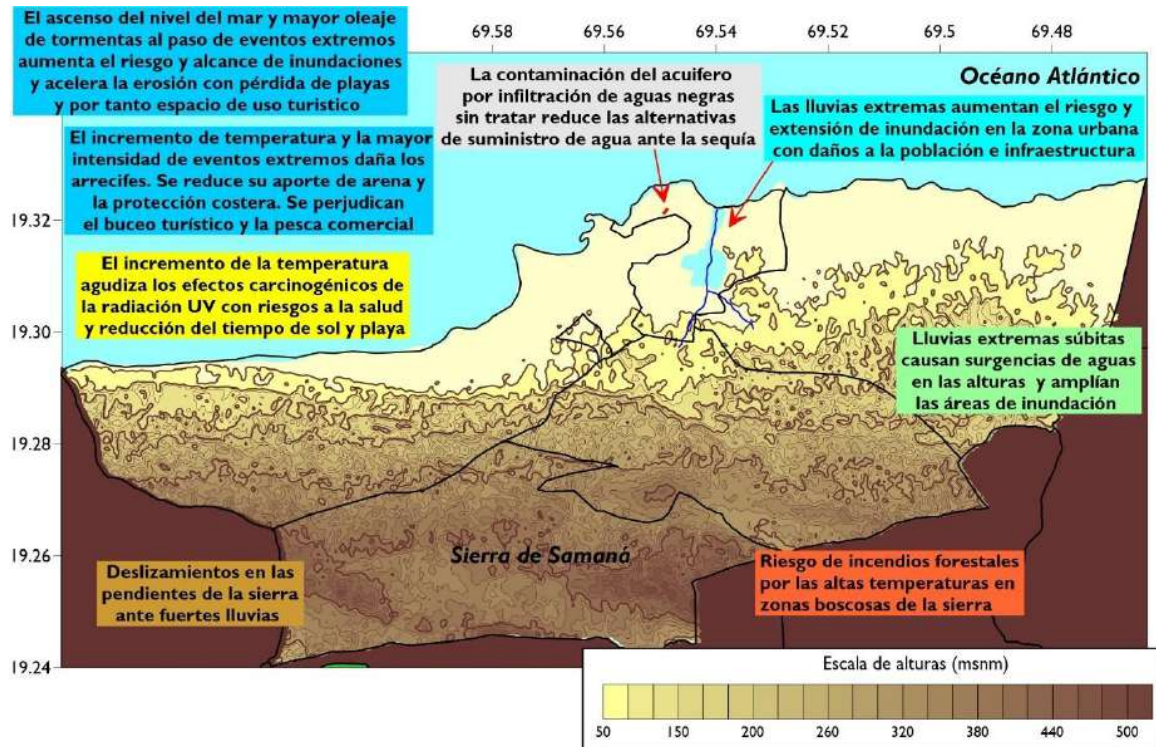 El ascenso del nivel del mar y mayor oleaje
de tormentas al paso de eventos extremos
aumenta el riesgo y alcance de inundaciones
y acelera la erosión con pérdida de playas
y por tanto espacio de uso turistico
69.58
69.56
69.54
69.52
69.5
69.48
Océano Atlántico
La contaminación del acuifero
por infiltración de aguas negras
sin tratar reduce las alternativas
de suministro de agua ante la sequía
Las lluvias extremas aumentan el riesgo y
extensión de inundación en la zona urbana
con daños a la población e infraestructura
El incremento de temperatura y la mayor
intensidad de eventos extremos daña los
arrecifes. Se reduce su aporte de arena y
la protección costera. Se perjudican
el buceo turístico y la pesca comercial
19.32
El incremento de la temperatura
agudiza los efectos carcinogénicos de
la radiación UV con riesgos a la salud
y reducción del tiempo de sol y playa
19.30
Lluvias extremas súbitas
causan surgencias de aguas
en las alturas y amplían
las áreas de inundación
19.28
19.26
Sierra de Samaná
Deslizamientos en las
pendientes de la sierra
ante fuertes lluvias
Riesgo de incendios forestales
por las altas temperaturas en
zonas boscosas de la sierra
19.24
Escala de alturas (msnm)
50
150
200
260
320
380
440
500